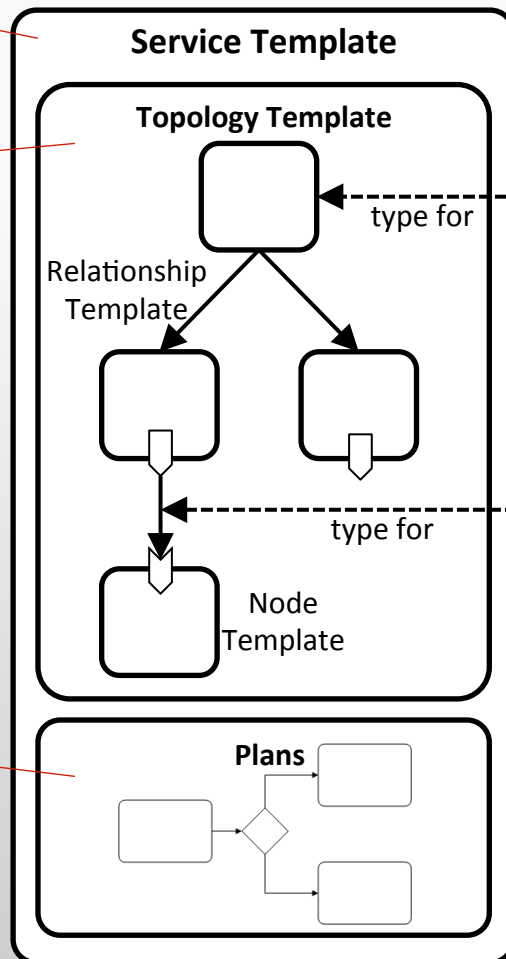 Service Template
Topology Template
type for
Relationship
Template
type for
Node
Template
Plans